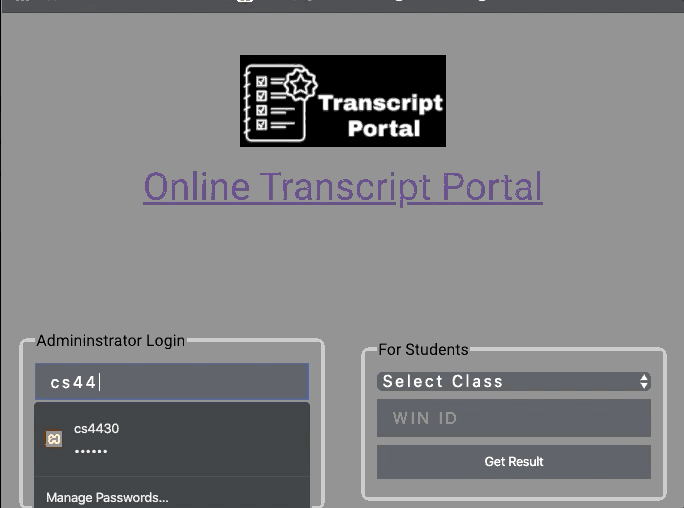 Transcript
Portal
Online Transcript Portal
Admininstrator Login
cs44
cs4430
••••••
Manage Passwords...
For Students
Select Class
WIN ID
Get Result